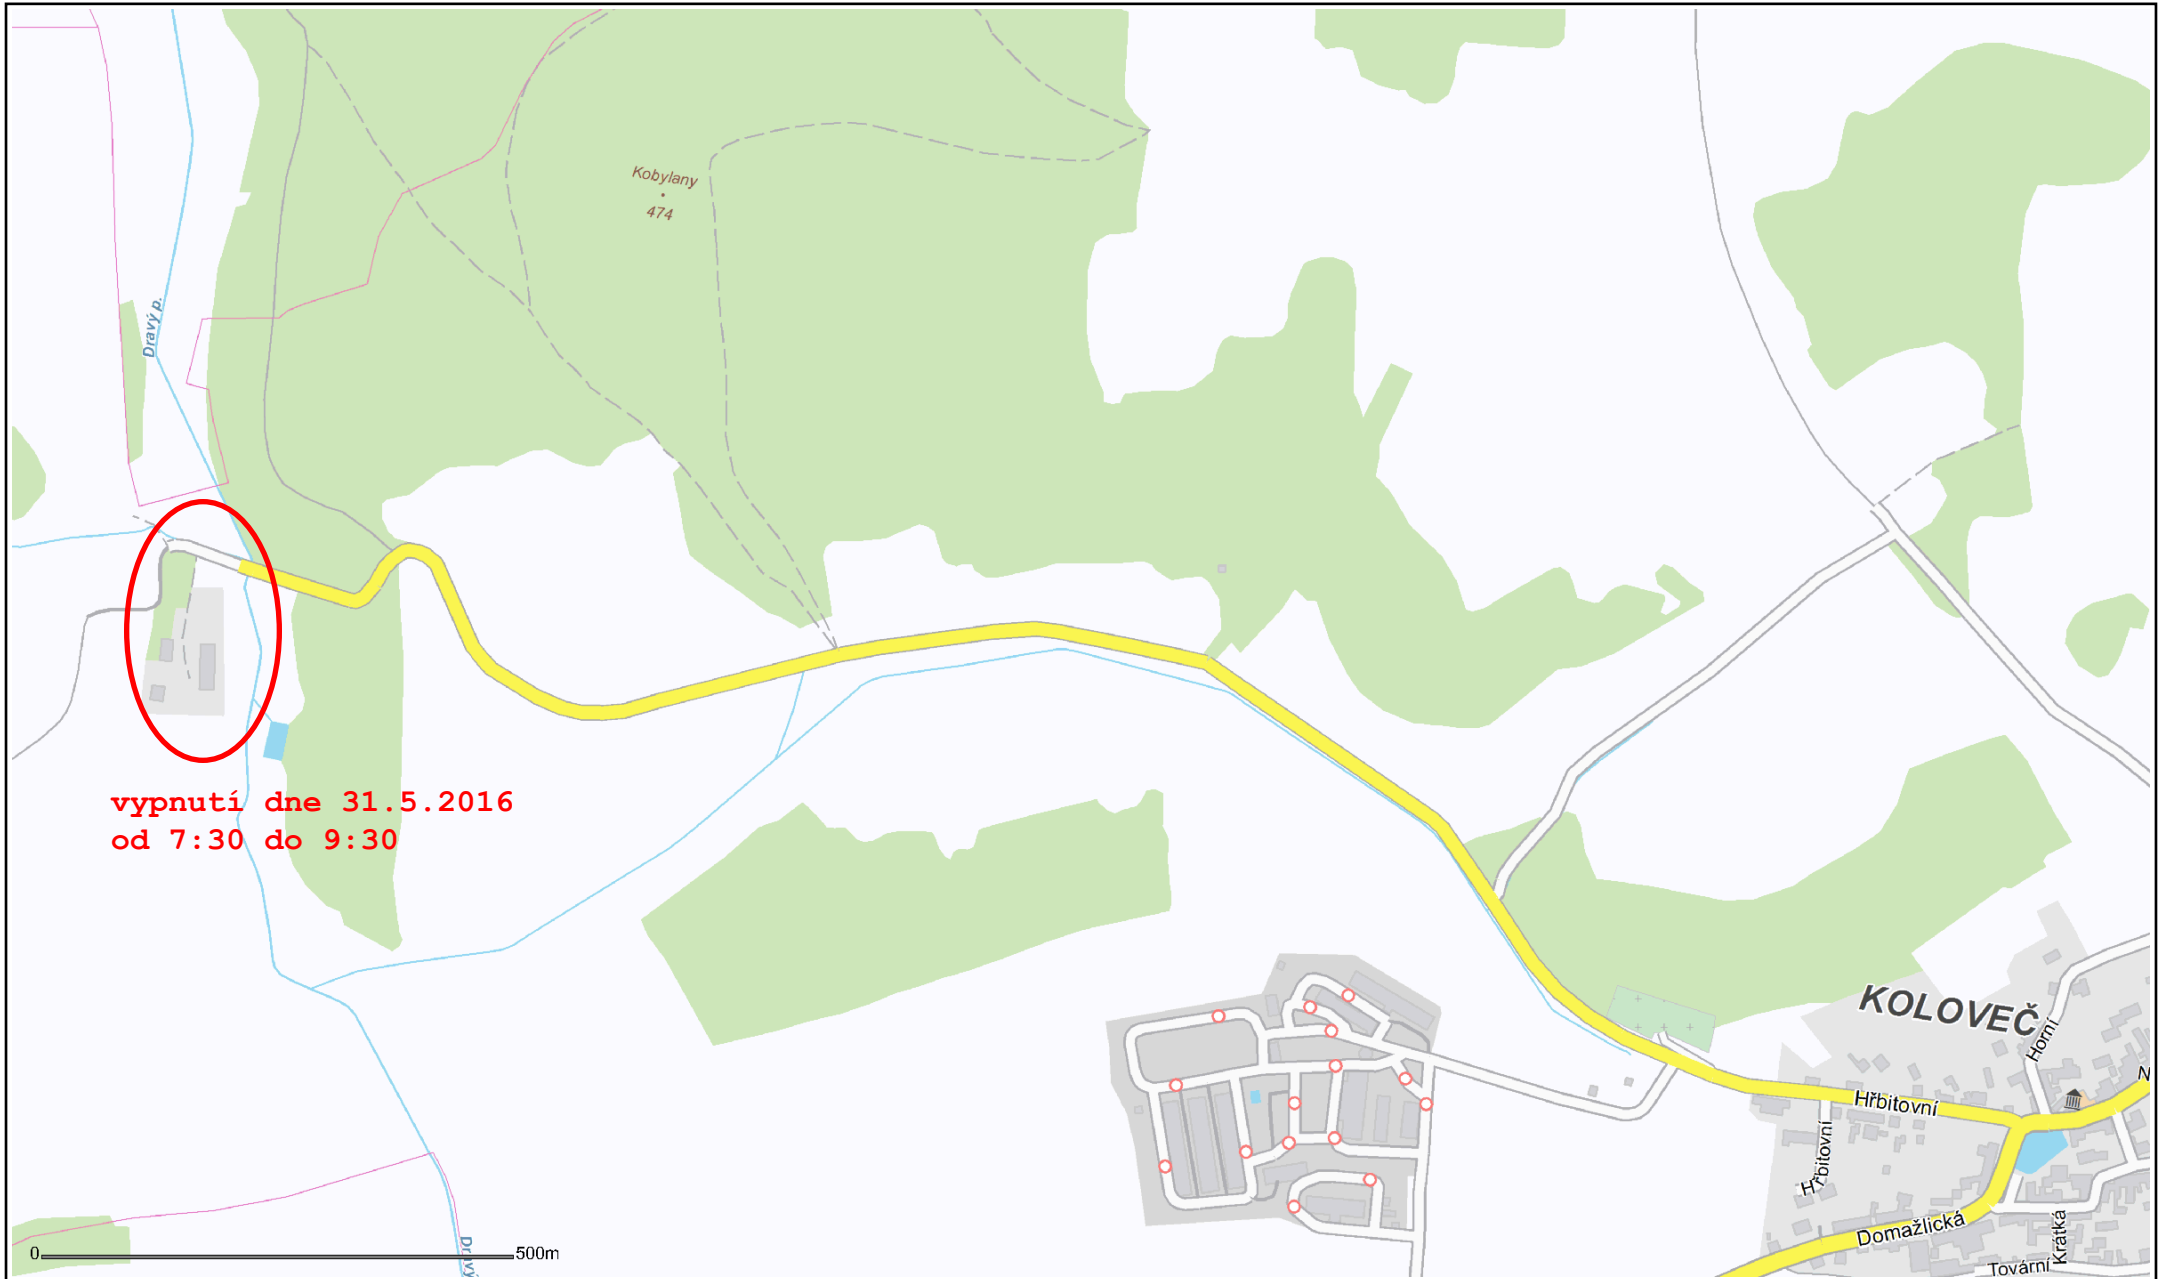 Kobylany
474
Dravý p.
vypnutí dne 31.5.2016
od 7:30 do 9:30
KOLOVEČ
Horní
N
Hřbitovní
Hřbitovní
Domažlická
Krátká
Tovární
Dravý
0
500m